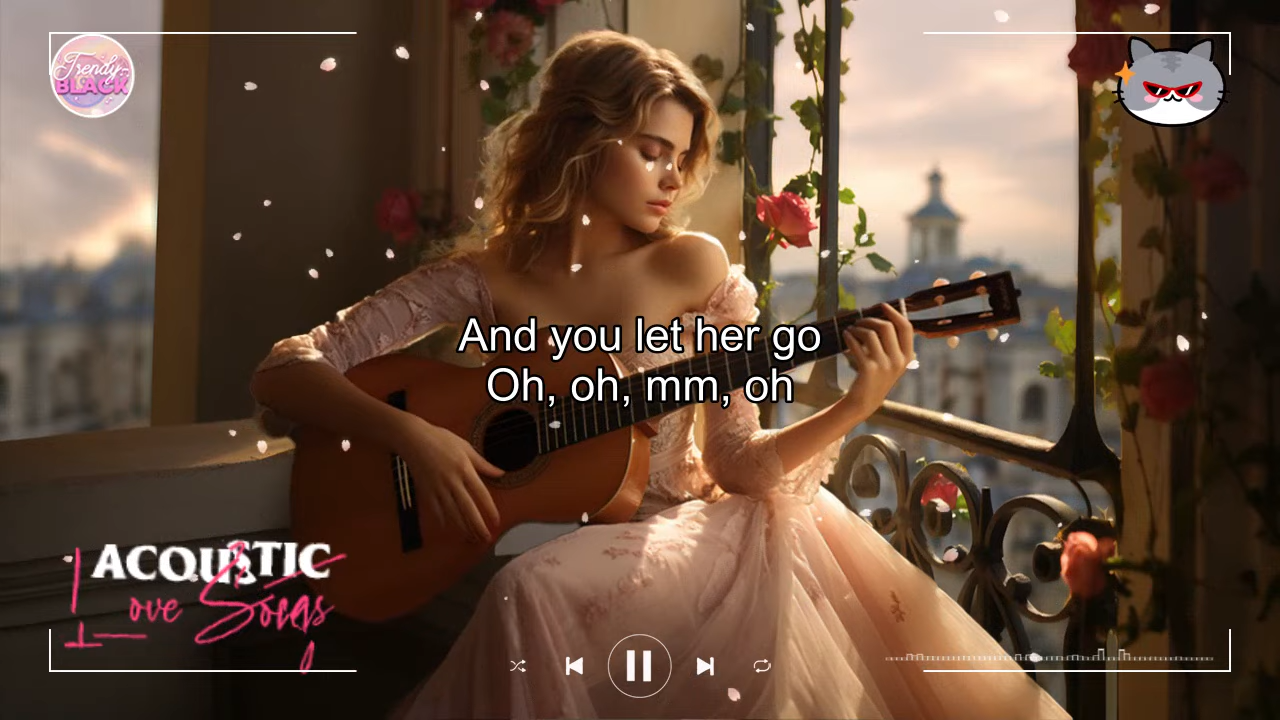 Trendy
BLACK
And you let her go
Oh, oh, mm, oh
ACOUSTIC
Love Songs